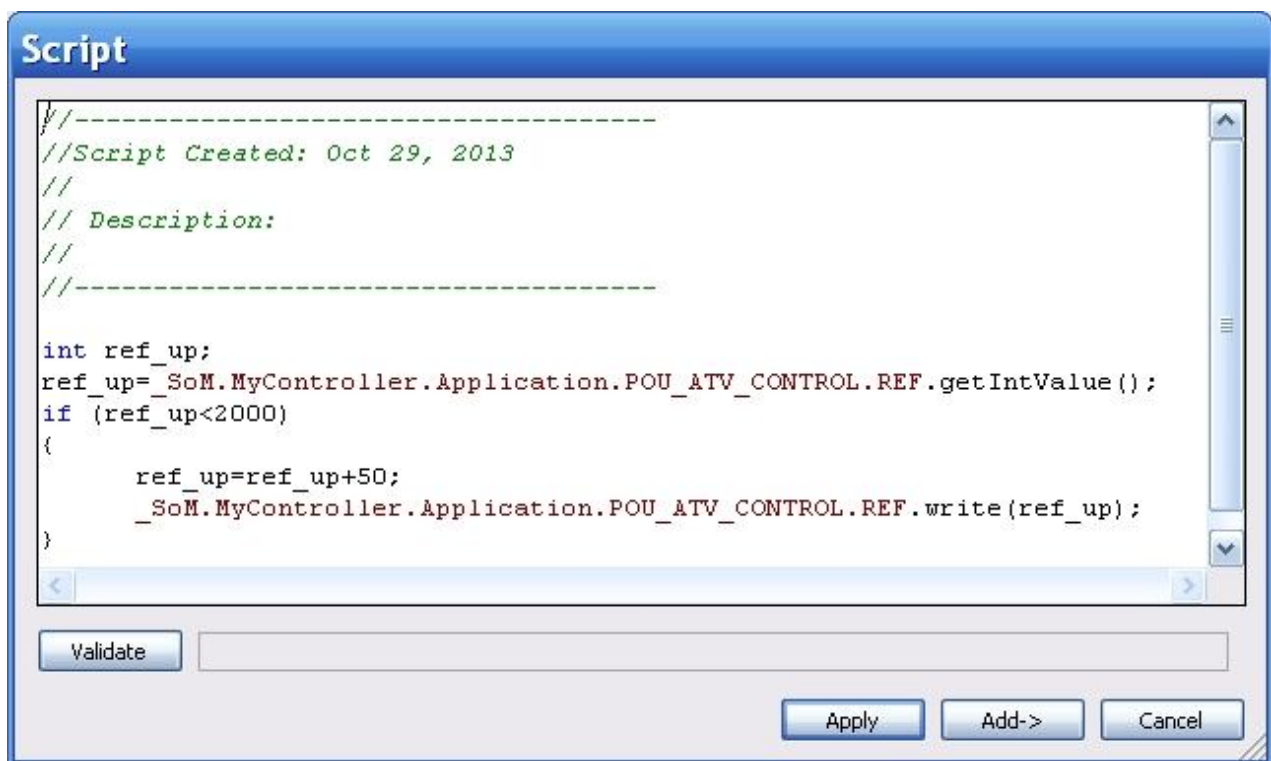 Script
//-------------------------------------
//Script Created: Oct 29, 2013
//
// Description:
//
//-------------------------------------
int ref_up;
ref_up=_SoM.MyController.Application.POU_ATV_CONTROL.REF.getIntValue();
if (ref_up<2000)
{
ref_up=ref_up+50;
_SoM.MyController.Application.POU_ATV_CONTROL.REF.write(ref_up);
}
Validate
Apply Add-> Cancel